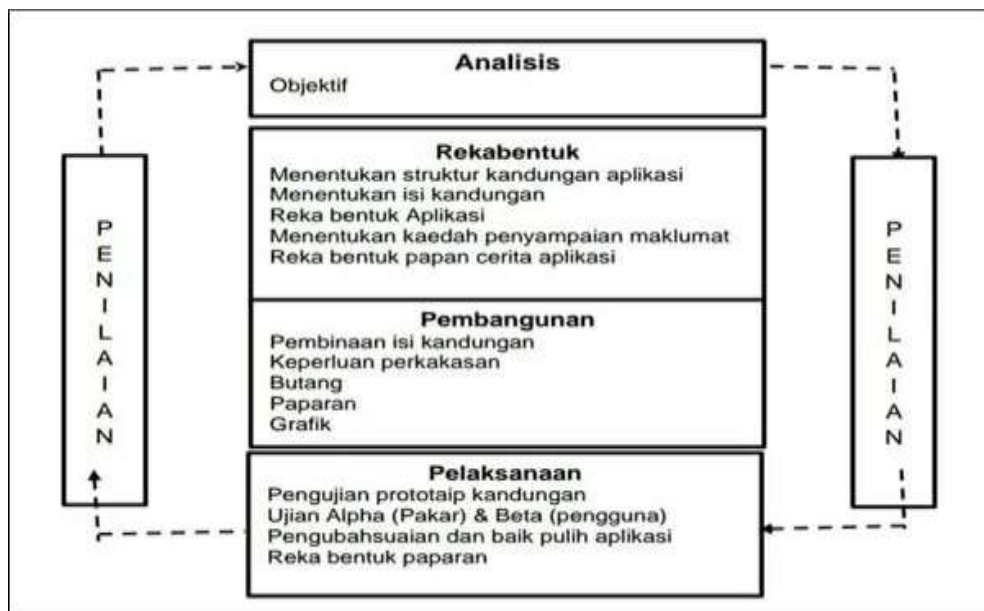 Analisis
Objektif
Rekabentuk
Menentukan struktur kandungan aplikasi
Menentukan isi kandungan
Reka bentuk Aplikasi
Menentukan kaedah penyampaian maklumat
Reka bentuk papan cerita aplikasi
Pembangunan
Pembinaan isi kandungan
Keperluan perkakasan
Butang
Paparan
Grafik
Pelaksanaan
Pengujian prototaip kandungan
Ujian Alpha (Pakar) & Beta (pengguna)
Pengubahsuaian dan baik pulih aplikasi
Reka bentuk paparan
PENILAIAN
PENILAIAN